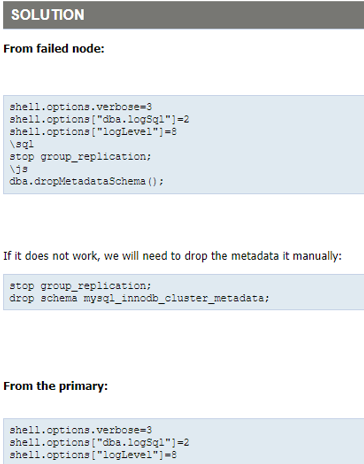 SOLUTION
From failed node:
shell.options.verbose=3
shell.options["dba.logSql"]=2
shell.options["logLevel"]=8
\sql
stop group_replication;
\js
dba.dropMetadataSchema();
If it does not work, we will need to drop the metadata it manually:
stop group_replication;
drop schema mysql_innodb_cluster_metadata;
From the primary:
shell.options.verbose=3
shell.options["dba.logSql"]=2
shell.options["logLevel"]=8